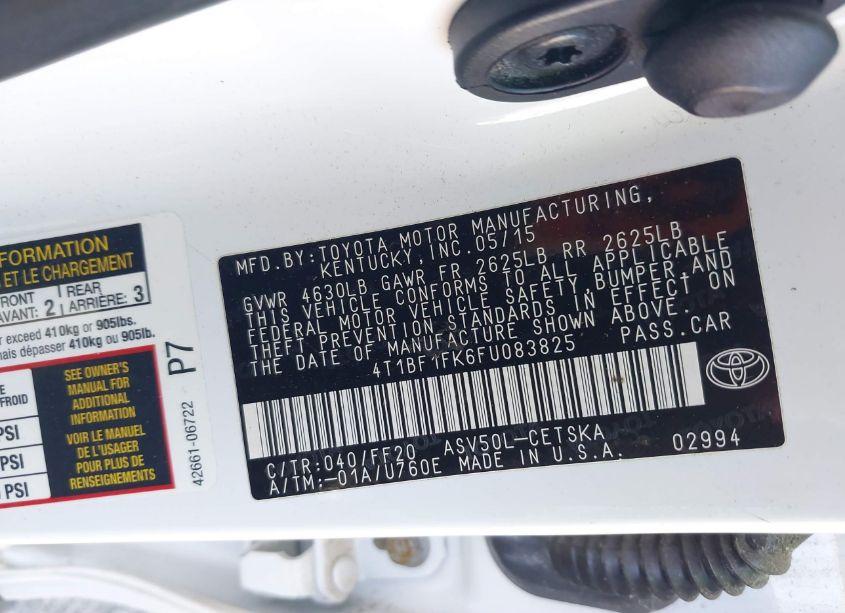 FORMATION
ET LE CHARGEMENT
FRONT
AVANT: 2
REAR
ARRIÈRE: 3
r exceed 410kg or 905lbs.
mais dépasser 410kg ou 905lb.
FROID
PSI
PSI
PSI
SEE OWNER'S
MANUAL FOR
ADDITIONAL
INFORMATION
VOIR LE MANUEL
DE L'USAGER
POUR PLUS DE
RENSEIGNEMENTS
P7
42661-06722
MFD.BY:TOYOTA MOTOR MANUFACTURING,
KENTUCKY,INC.05/15
GVWR 4630LB GAWR FR 2625LB RR 2625LB
THIS VEHICLE CONFORMS TO ALL APPLICABLE
FEDERAL MOTOR VEHICLE SAFETY,BUMPER,AND
THEFT PREVENTION STANDARDS IN EFFECT ON
THE DATE OF MANUFACTURE SHOWN ABOVE.
4T1BF1FK6FU083825 PASS.CAR
C/TR:040/FF20 ASV50L-CETSKA
A/TM:-01A/U760E MADE IN U.S.A. 02994